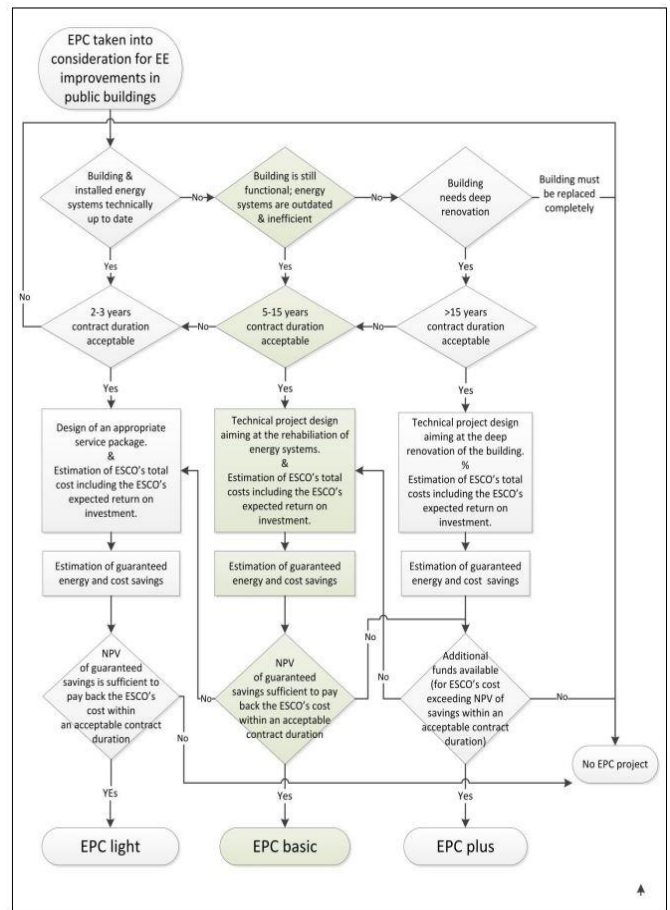 EPC taken into
consideration for EE
improvements in
public buildings
Building &
installed energy
systems technically
up to date
No
Building is still
functional; energy
systems are outdated
& inefficient
No
Building
needs deep
renovation
Building must
be replaced
completely
Yes
Yes
Yes
No
2-3 years
contract duration
acceptable
No
5-15 years
contract duration
acceptable
No
>15 years
contract duration
acceptable
Yes
Yes
Yes
Design of an appropriate
service package.
&
Estimation of ESCO's total
cost including the ESCO's
expected return on
investment.
Technical project design
aiming at the rehabiliation of
energy systems.
&
Estimation of ESCO's total
costs including the ESCO's
expected return on
investment.
Technical project design
aiming at the deep
renovation of the building.
%
Estimation of ESCO's total
costs including the ESCO's
expected return on
investment.
Estimation of guaranteed
energy and cost savings
Estimation of guaranteed
energy and cost savings
Estimation of guaranteed
energy and cost savings
NPV
of guaranteed
savings is sufficient to
pay back the ESCO's
cost within
an acceptable contract
duration
No
No
NPV
of guaranteed
savings sufficient to pay
back the ESCO's cost
within an acceptable
contract duration
No
No
Additional
funds available
(for ESCO's cost
exceeding NPV of
savings within an
acceptable contract
duration)
No
No EPC project
YEs
Yes
Yes
EPC light
EPC basic
EPC plus